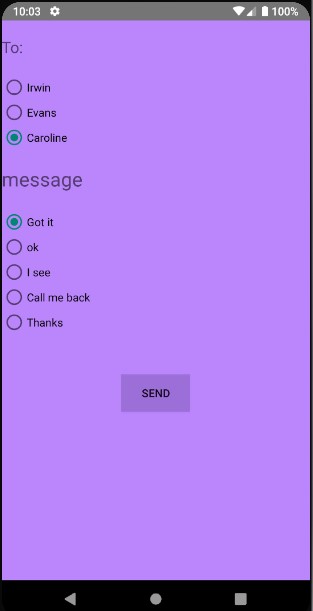 10:03 100%
To:
Irwin
Evans
Caroline
message
Got it
ok
I see
Call me back
Thanks
SEND